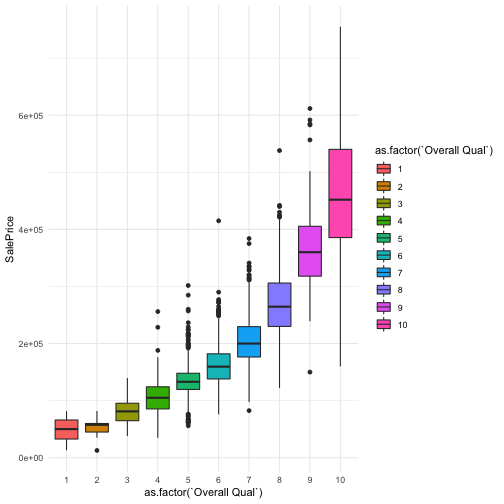 SalePrice
6e+05
4e+05
2e+05
0e+00
1 2 3 4 5 6 7 8 9 10
as.factor(`Overall Qual`)
as.factor(`Overall Qual`)
1
2
3
4
5
6
7
8
9
10